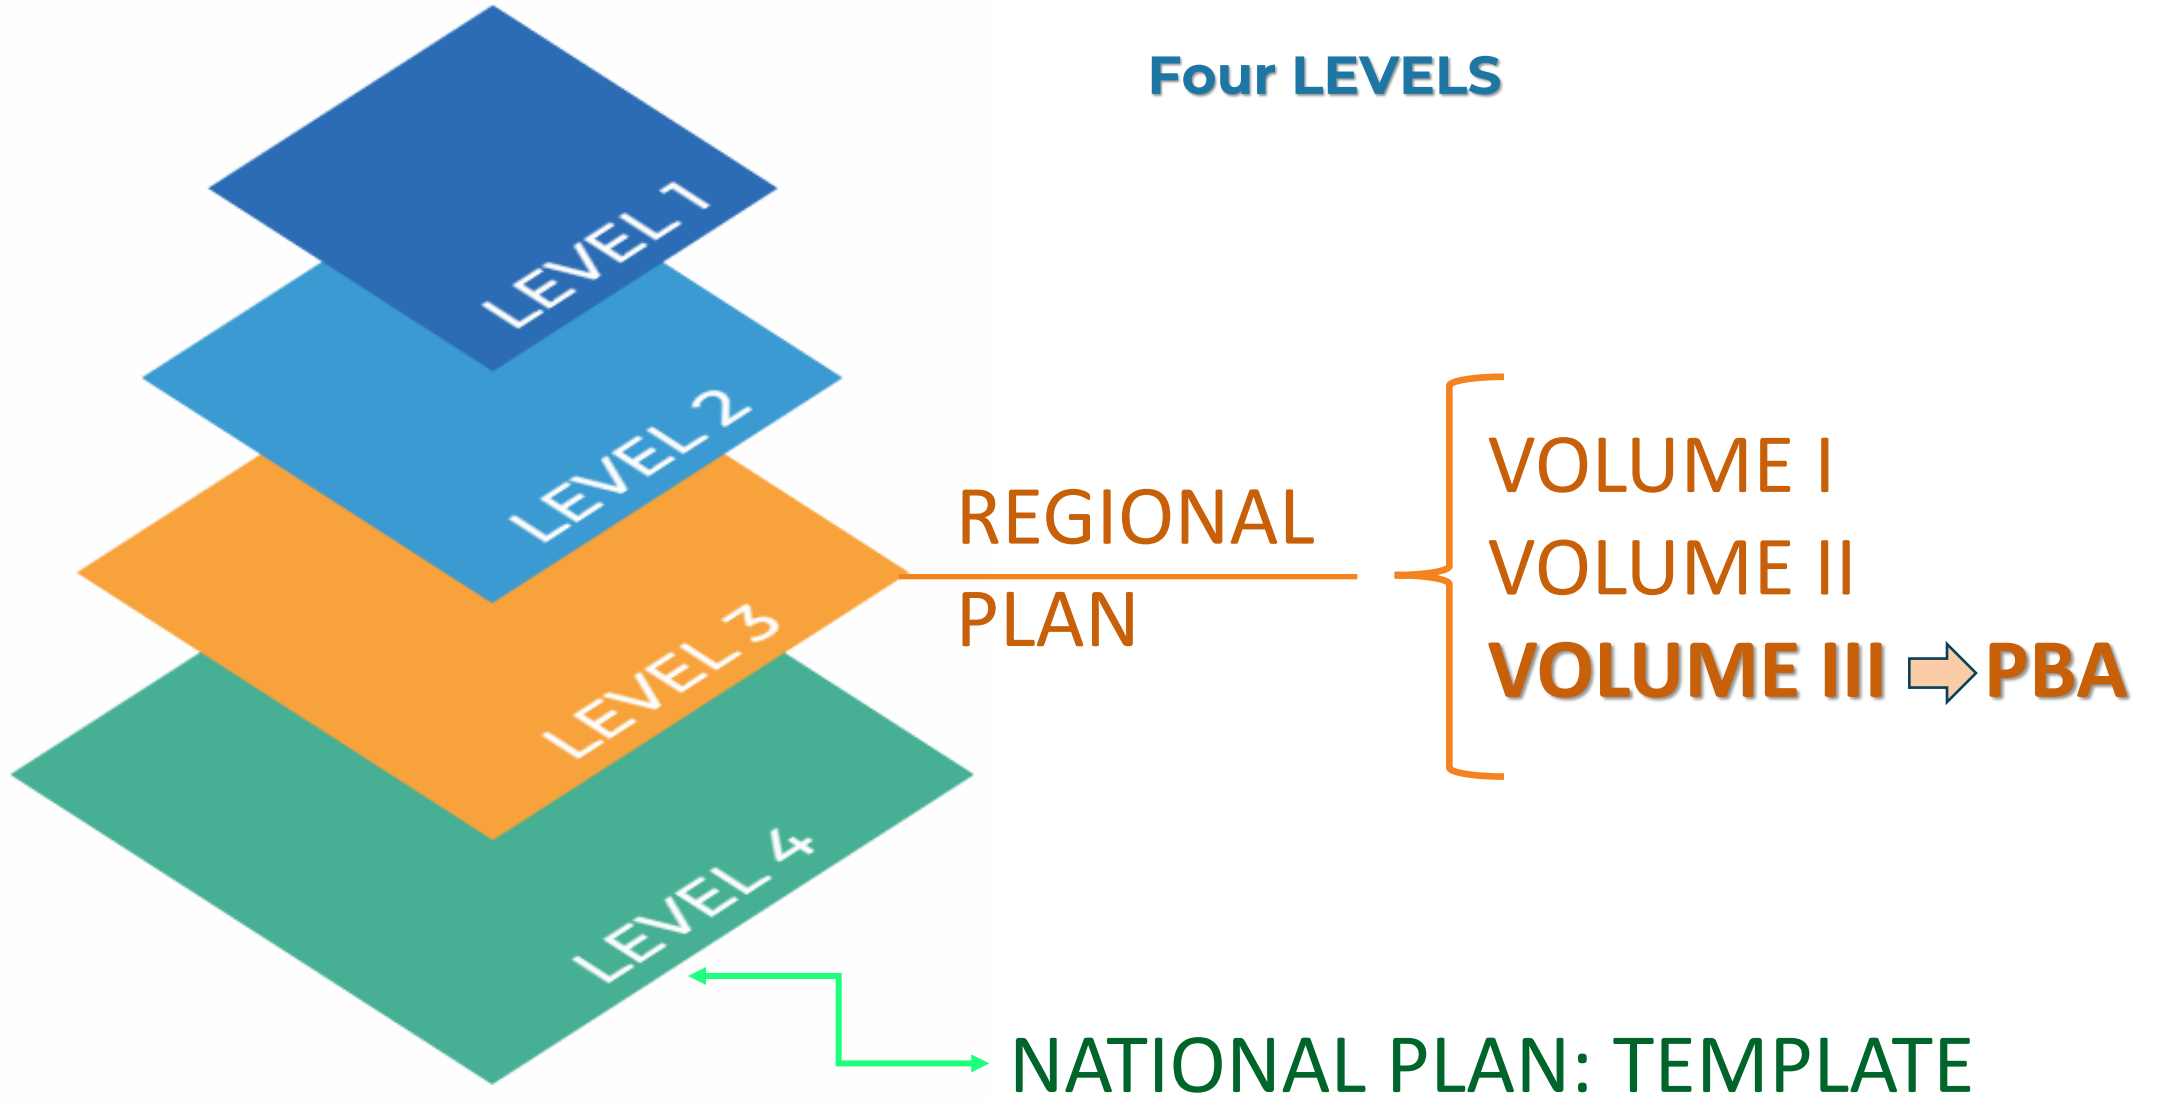 Four LEVELS
LEVEL 1
LEVEL 2
LEVEL 3
LEVEL 4
REGIONAL
PLAN
VOLUME I
VOLUME II
VOLUME III
PBA
NATIONAL PLAN: TEMPLATE